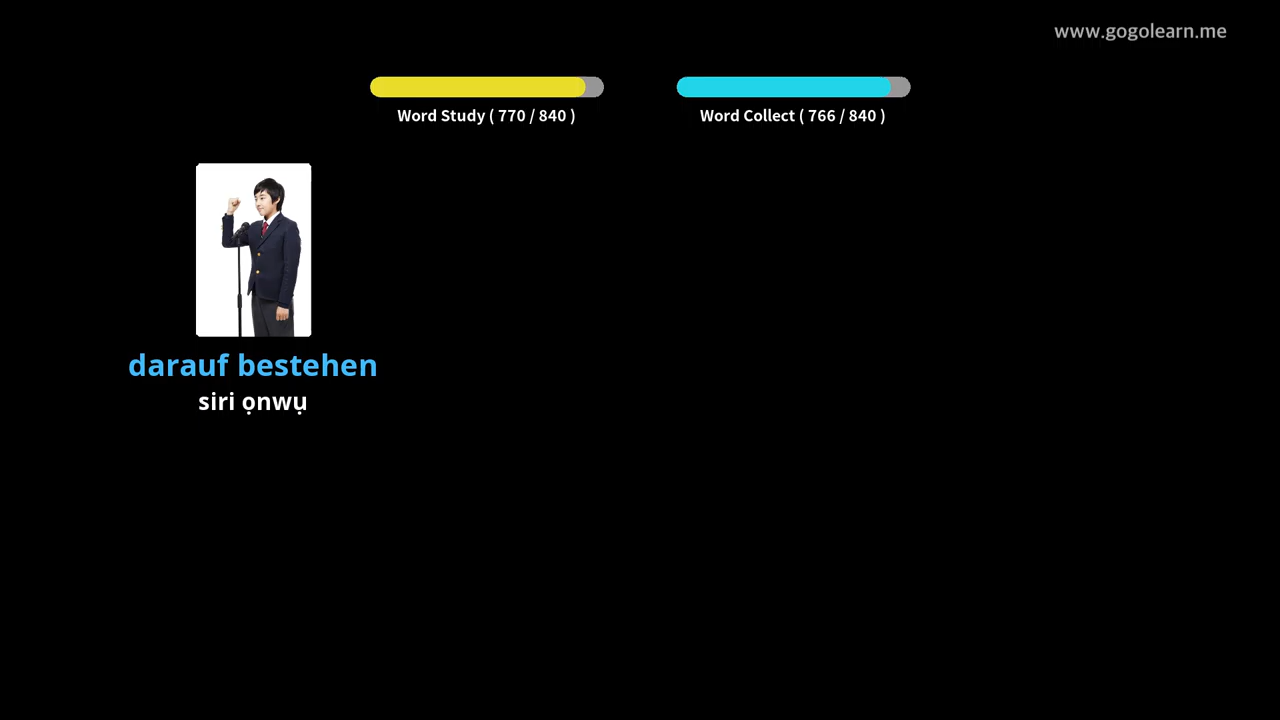 www.gogolearn.me
Word Study ( 770 / 840 )
Word Collect ( 766 / 840 )
darauf bestehen
siri ọnwụ